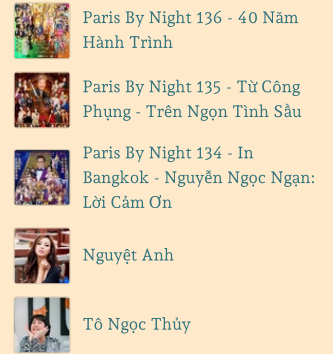 Paris By Night 136 - 40 Năm
Hành Trình
Paris By Night 135 - Từ Công
Phụng - Trên Ngọn Tình Sầu
Paris By Night 134 - In
Bangkok - Nguyễn Ngọc Ngạn:
Lời Cảm Ơn
Nguyệt Anh
Tô Ngọc Thủy